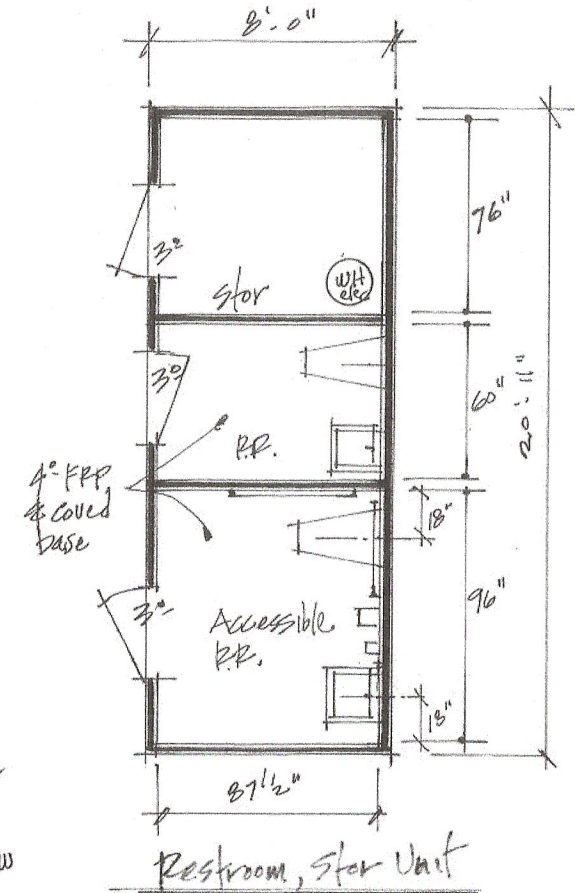 8'-0"
76"
3°
WH
elec
Stor
3°
60"
20'-11"
R.R.
4° FRP
& coved
base
18"
3°
96"
Accessible
R.R.
18"
87 1/2"
W
Restroom, Stor Unit